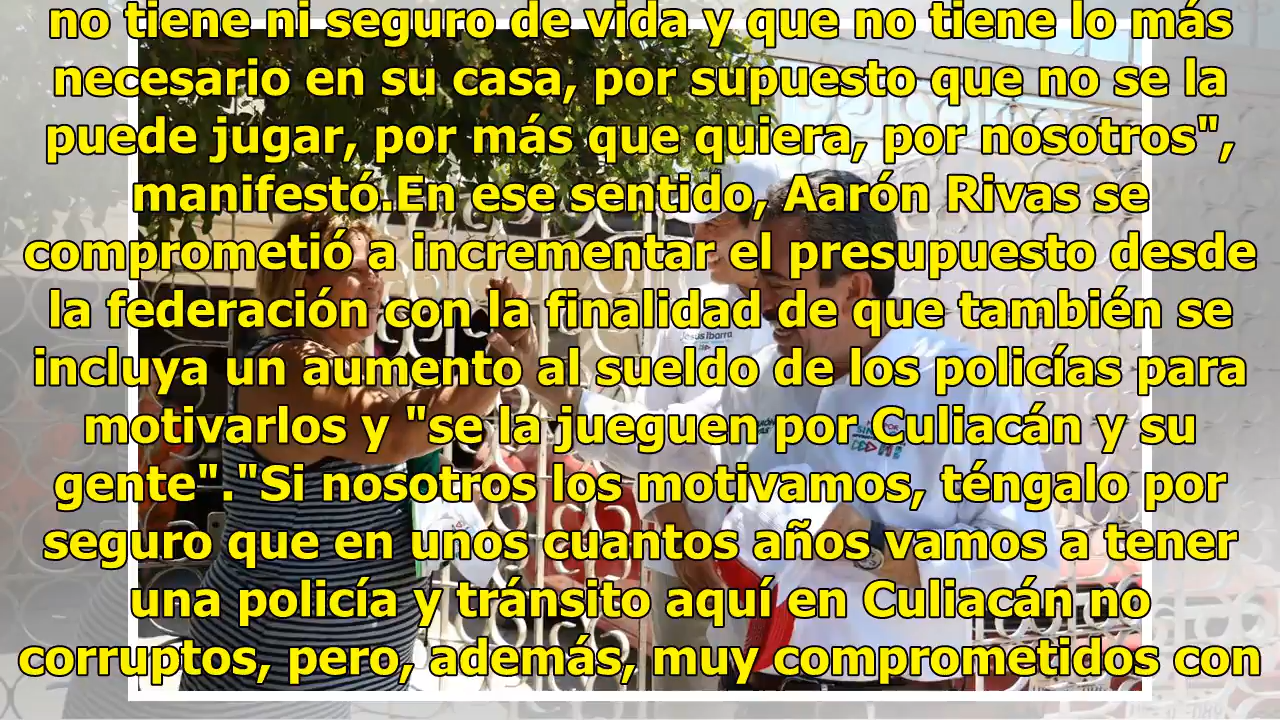 no tiene ni seguro de vida y que no tiene lo más
necesario en su casa, por supuesto que no se la
puede jugar, por más que quiera, por nosotros",
manifestó.En ese sentido, Aarón Rivas se
comprometió a incrementar el presupuesto desde
la federación con la finalidad de que también se
incluya un aumento al sueldo de los policías para
motivarlos y "se la jueguen por Culiacán y su
gente"."Si nosotros los motivamos, téngalo por
seguro que en unos cuantos años vamos a tener
una policía y tránsito aquí en Culiacán no
corruptos, pero, además, muy comprometidos con
Jesús Ibarra